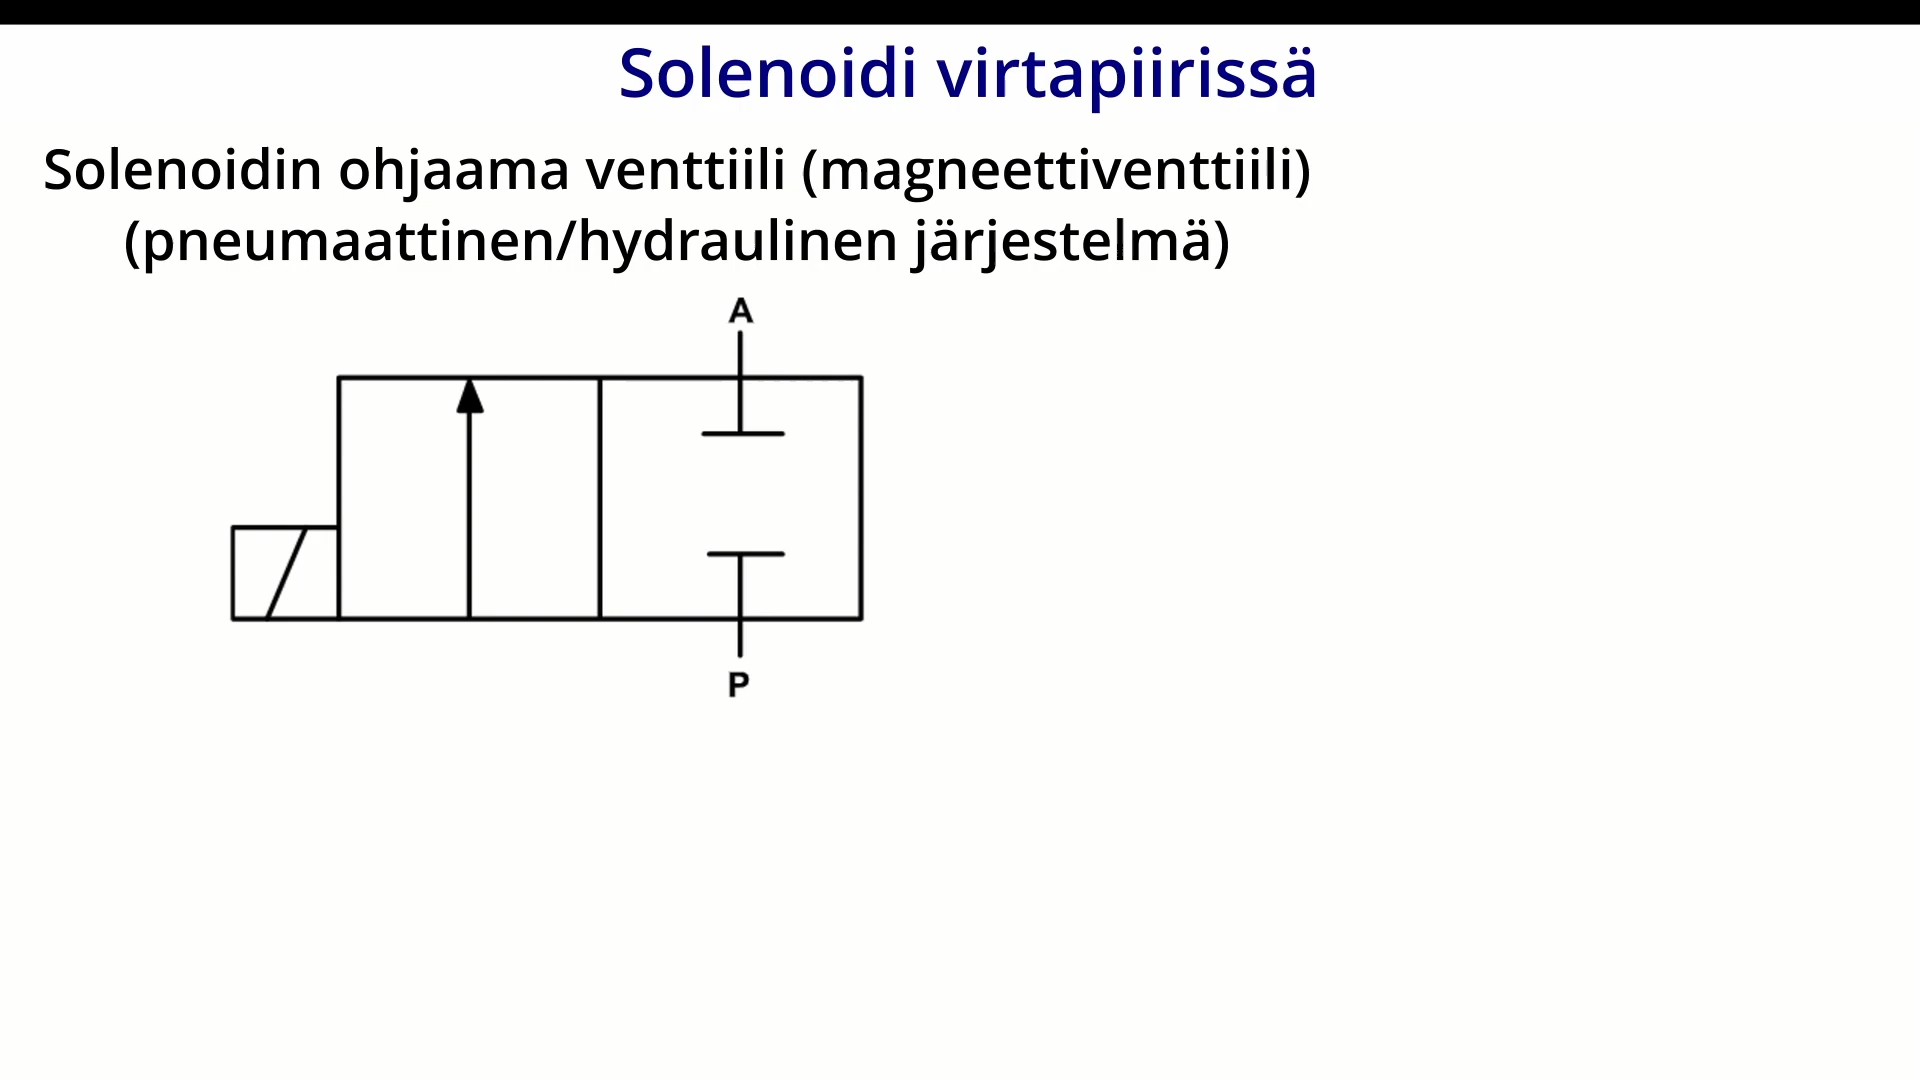 Solenoidi virtapiirissä
Solenoidin ohjaama venttiili (magneettiventtiili)
(pneumaattinen/hydraulinen järjestelmä)
A
P